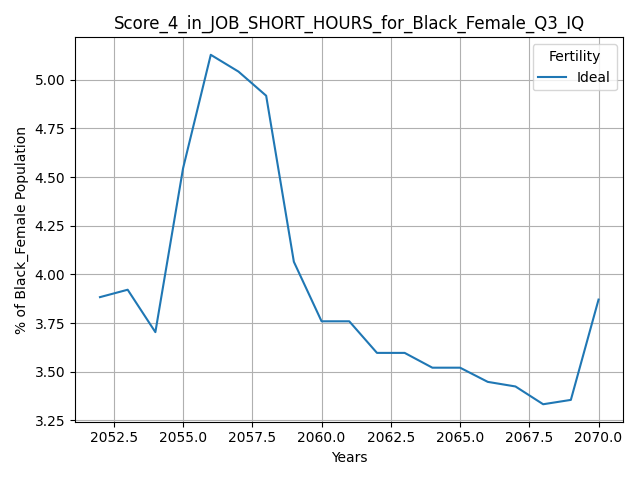 Score_4_in_JOB_SHORT_HOURS_for_Black_Female_Q3_IQ
Fertility
Ideal
% of Black_Female Population
5.00
4.75
4.50
4.25
4.00
3.75
3.50
3.25
2052.5 2055.0 2057.5 2060.0 2062.5 2065.0 2067.5 2070.0
Years